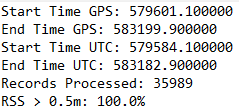 Start Time GPS: 579601.100000
End Time GPS: 583199.900000
Start Time UTC: 579584.100000
End Time UTC: 583182.900000
Records Processed: 35989
RSS > 0.5m: 100.0%